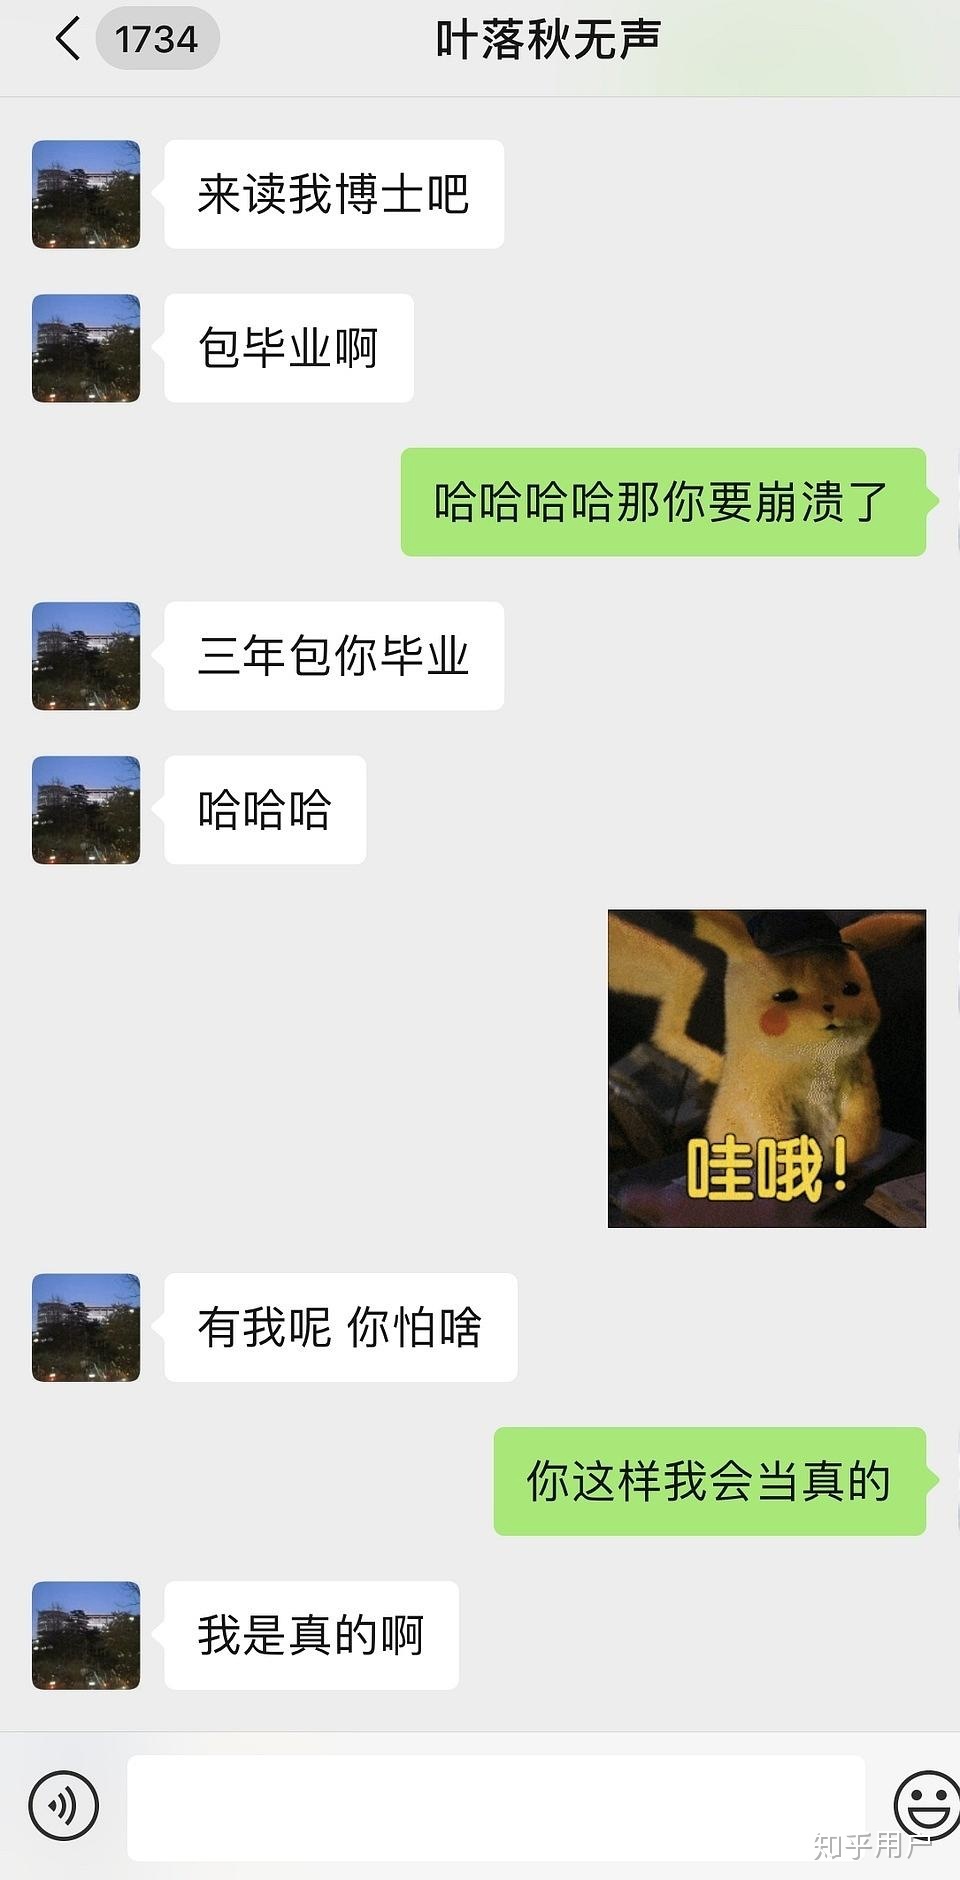 1734
叶落秋无声
来读我博士吧
包毕业啊
哈哈哈哈那你要崩溃了
三年包你毕业
哈哈哈
哇哦!
有我呢 你怕啥
你这样我会当真的
我是真的啊
知乎用户